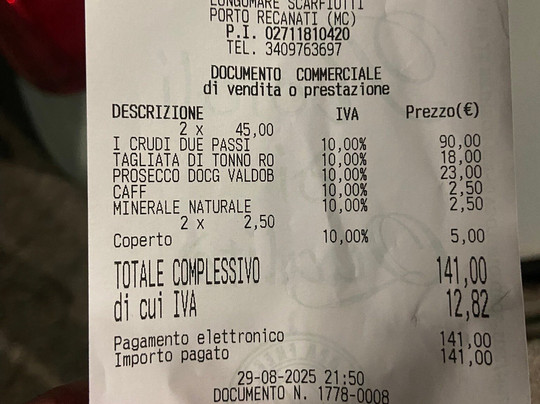 LUNGOMARE SCARFIOTTI
PORTO RECANATI (MC)
P.I. 02711810420
TEL. 3409763697
DOCUMENTO COMMERCIALE
di vendita o prestazione
DESCRIZIONE IVA Prezzo(€)
2 x 45,00
I CRUDI DUE PASSI 10,00% 90,00
TAGLIATA DI TONNO RO 10,00% 18,00
PROSECCO DOCG VALDOB 10,00% 23,00
CAFF 10,00% 2,50
MINERALE NATURALE 10,00% 2,50
2 x 2,50
Coperto 10,00% 5,00
TOTALE COMPLESSIVO 141,00
di cui IVA 12,82
Pagamento elettronico 141,00
Importo pagato 141,00
29-08-2025 21:50
DOCUMENTO N. 1778-0008